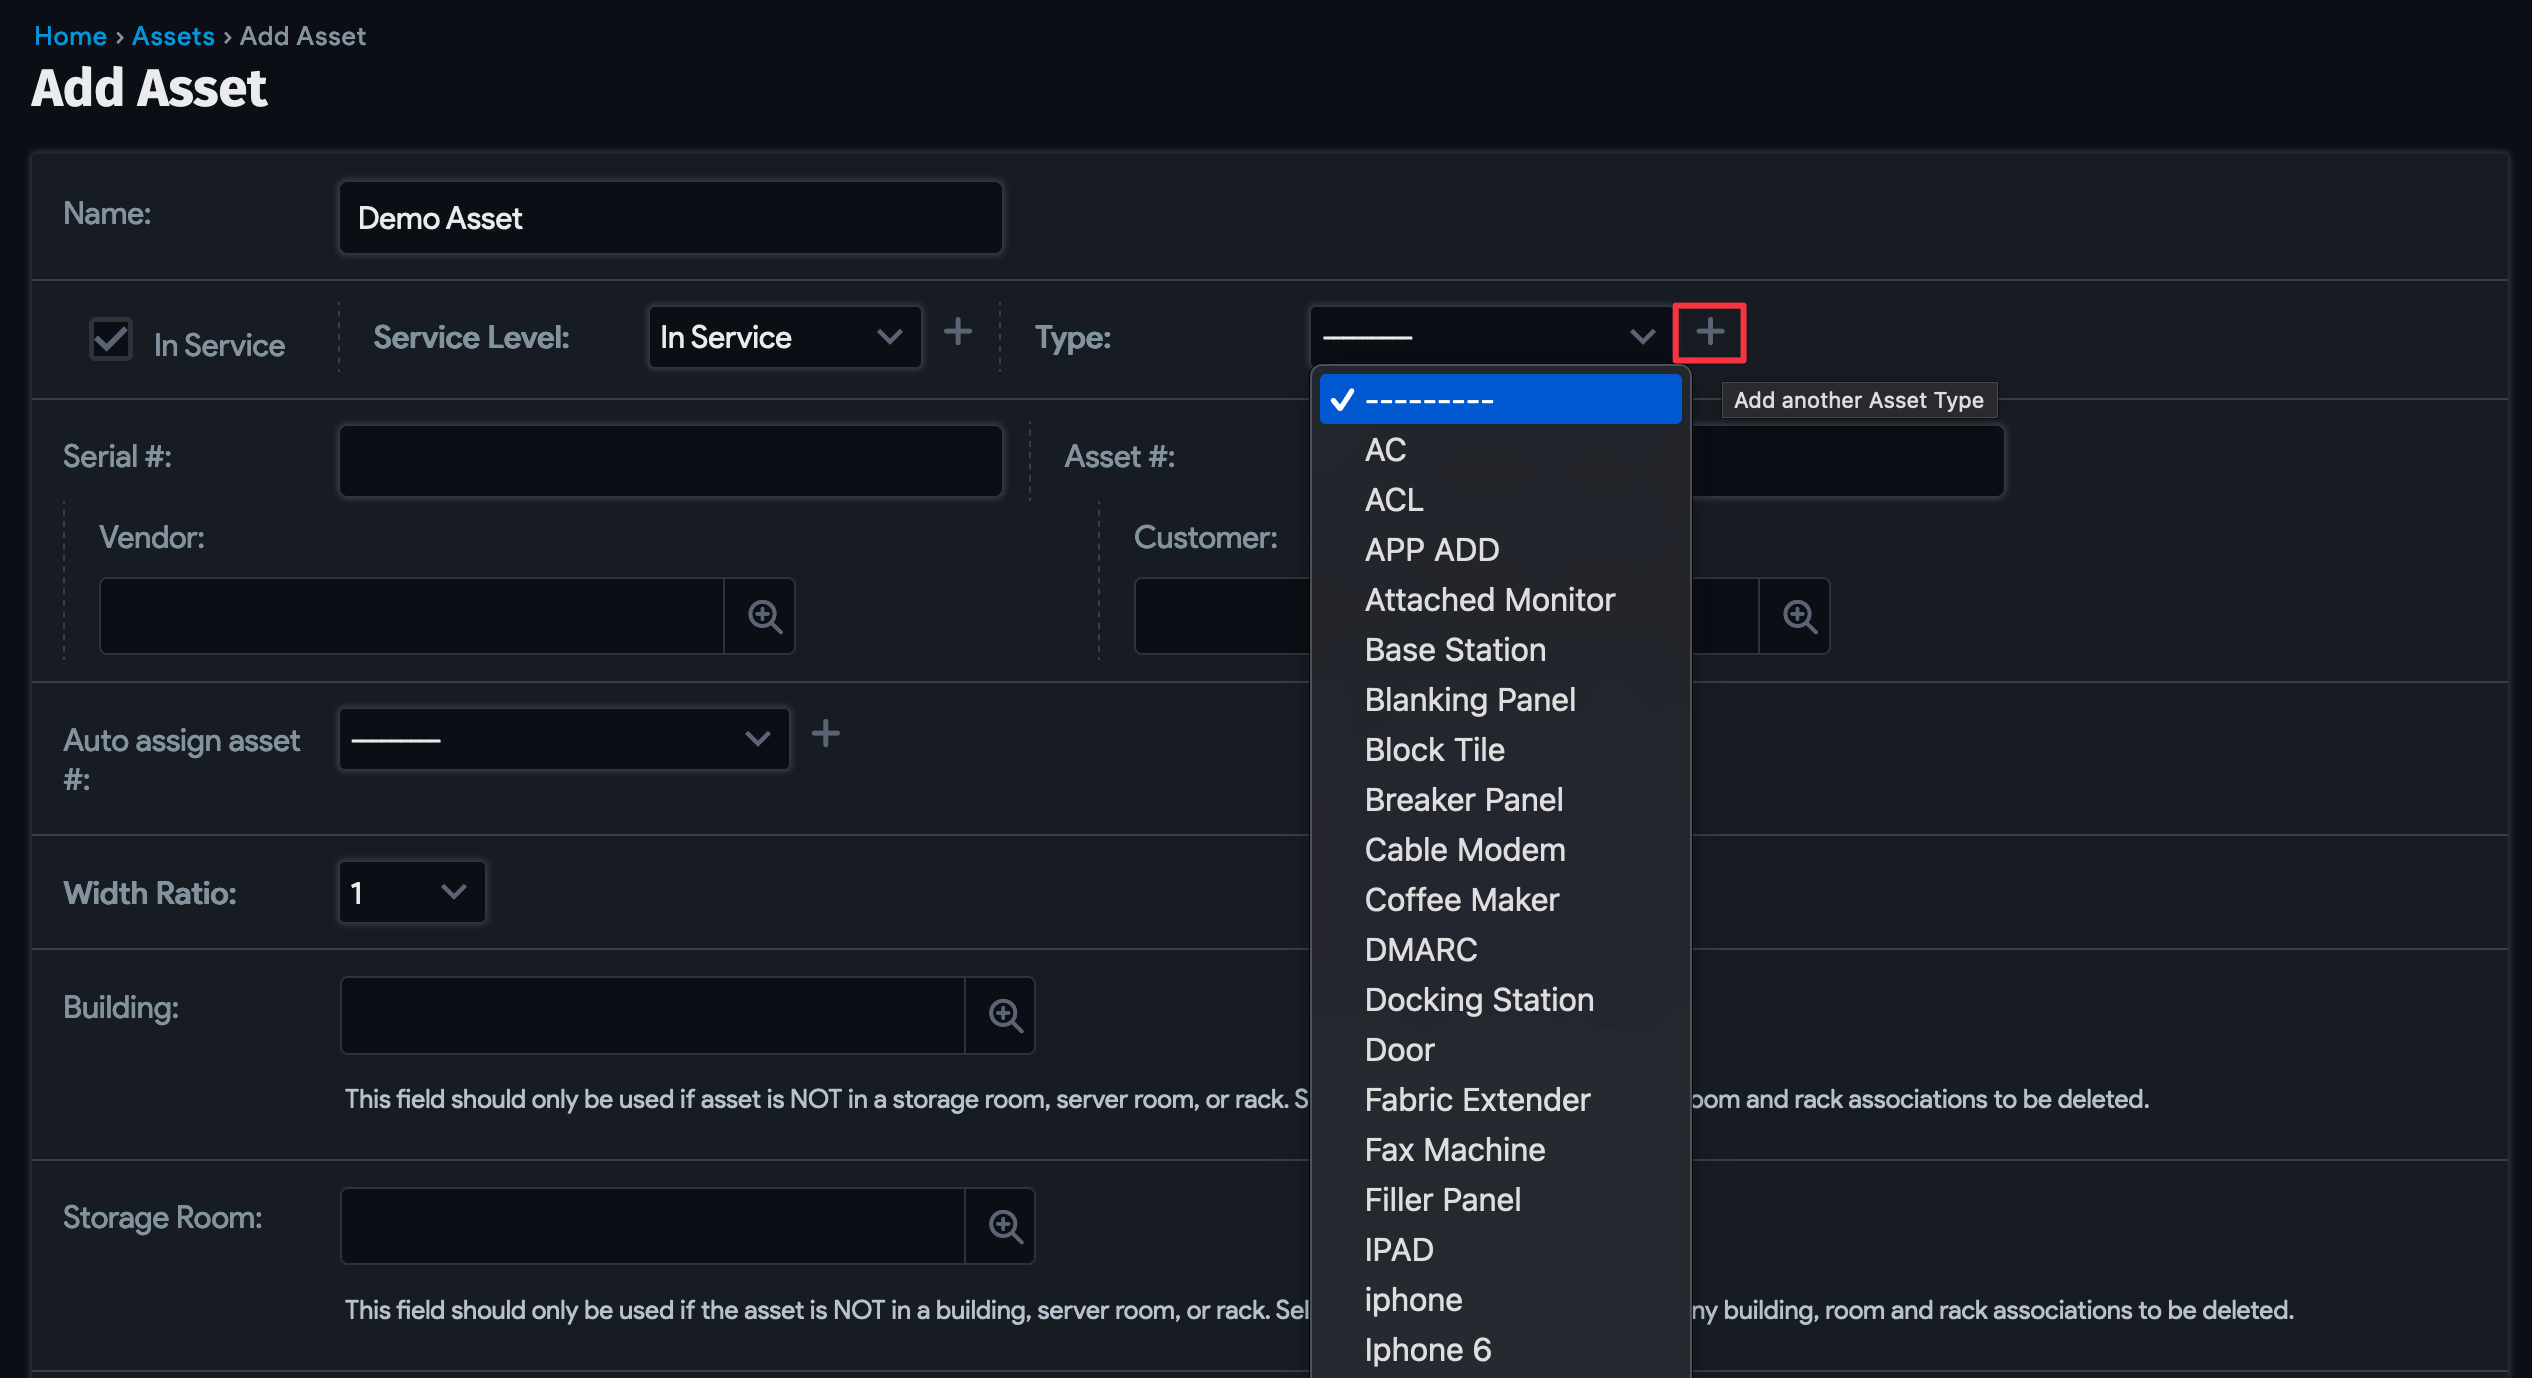 Home › Assets › Add Asset
Add Asset
Name:
Demo Asset
In Service
Service Level:
In Service
Type:
---------
Add another Asset Type
---------
AC
ACL
APP ADD
Attached Monitor
Base Station
Blanking Panel
Block Tile
Breaker Panel
Cable Modem
Coffee Maker
DMARC
Docking Station
Door
Fabric Extender
Fax Machine
Filler Panel
IPAD
iphone
Iphone 6
Serial #:
Asset #:
Vendor:
Customer:
Auto assign asset
#:
---------
Width Ratio:
1
Building:
This field should only be used if asset is NOT in a storage room, server room, or rack. and rack associations to be deleted.
Storage Room:
This field should only be used if the asset is NOT in a building, server room, or rack. building, room and rack associations to be deleted.